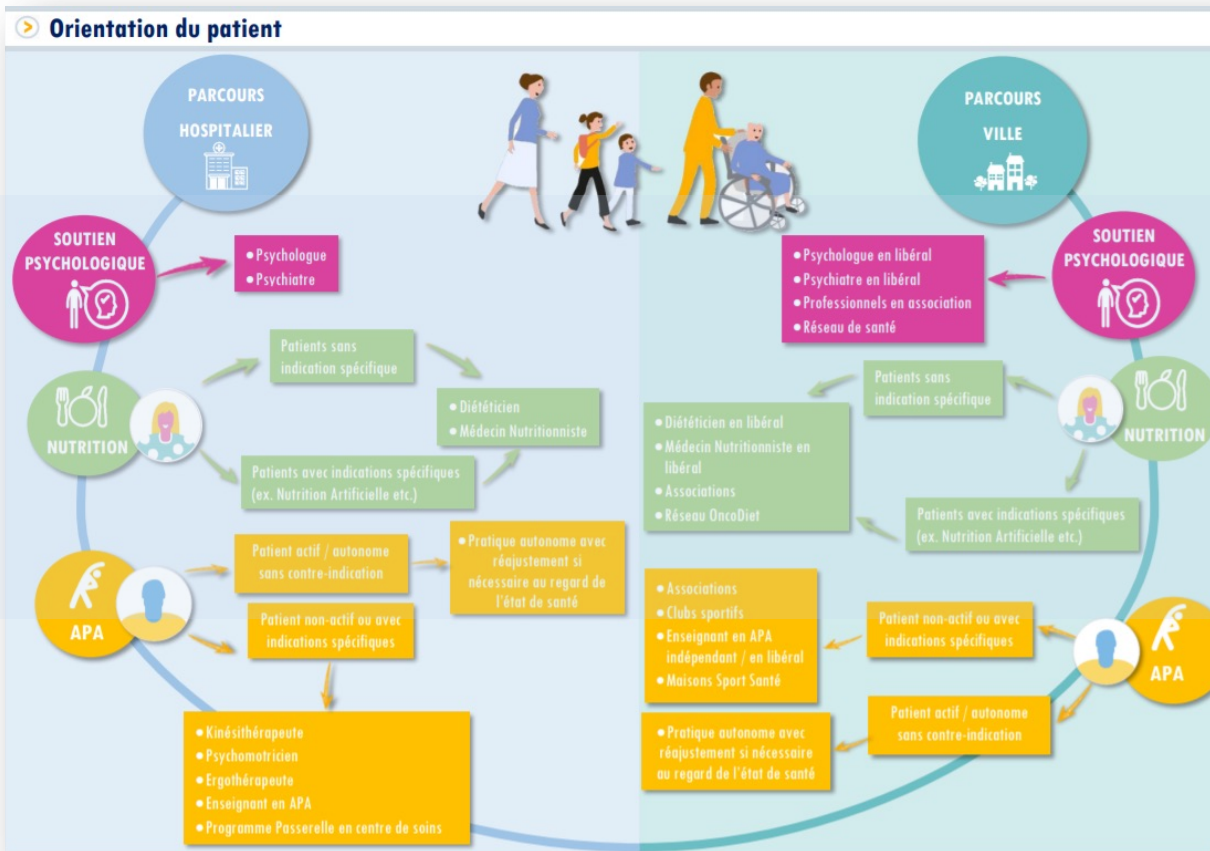 Orientation du patient
PARCOURS
HOSPITALIER
SOUTIEN
PSYCHOLOGIQUE
• Psychologue
• Psychiatre
NUTRITION
Patients sans
indication spécifique
Patients avec indications spécifiques
(ex. Nutrition Artificielle etc.)
• Diététicien
• Médecin Nutritionniste
APA
Patient actif / autonome
sans contre-indication
• Pratique autonome avec
réajustement si
nécessaire au regard de
l'état de santé
Patient non-actif ou avec
indications spécifiques
• Kinésithérapeute
• Psychomotricien
• Ergothérapeute
• Enseignant en APA
• Programme Passerelle en centre de soins
PARCOURS
VILLE
SOUTIEN
PSYCHOLOGIQUE
• Psychologue en libéral
• Psychiatre en libéral
• Professionnels en association
• Réseau de santé
NUTRITION
Patients sans
indication spécifique
• Diététicien en libéral
• Médecin Nutritionniste en
libéral
• Associations
• Réseau OncoDiet
Patients avec indications spécifiques
(ex. Nutrition Artificielle etc.)
APA
Patient non-actif ou avec
indications spécifiques
• Associations
• Clubs sportifs
• Enseignant en APA
indépendant / en libéral
• Maisons Sport Santé
Patient actif / autonome
sans contre-indication
• Pratique autonome avec
réajustement si nécessaire
au regard de l'état de santé